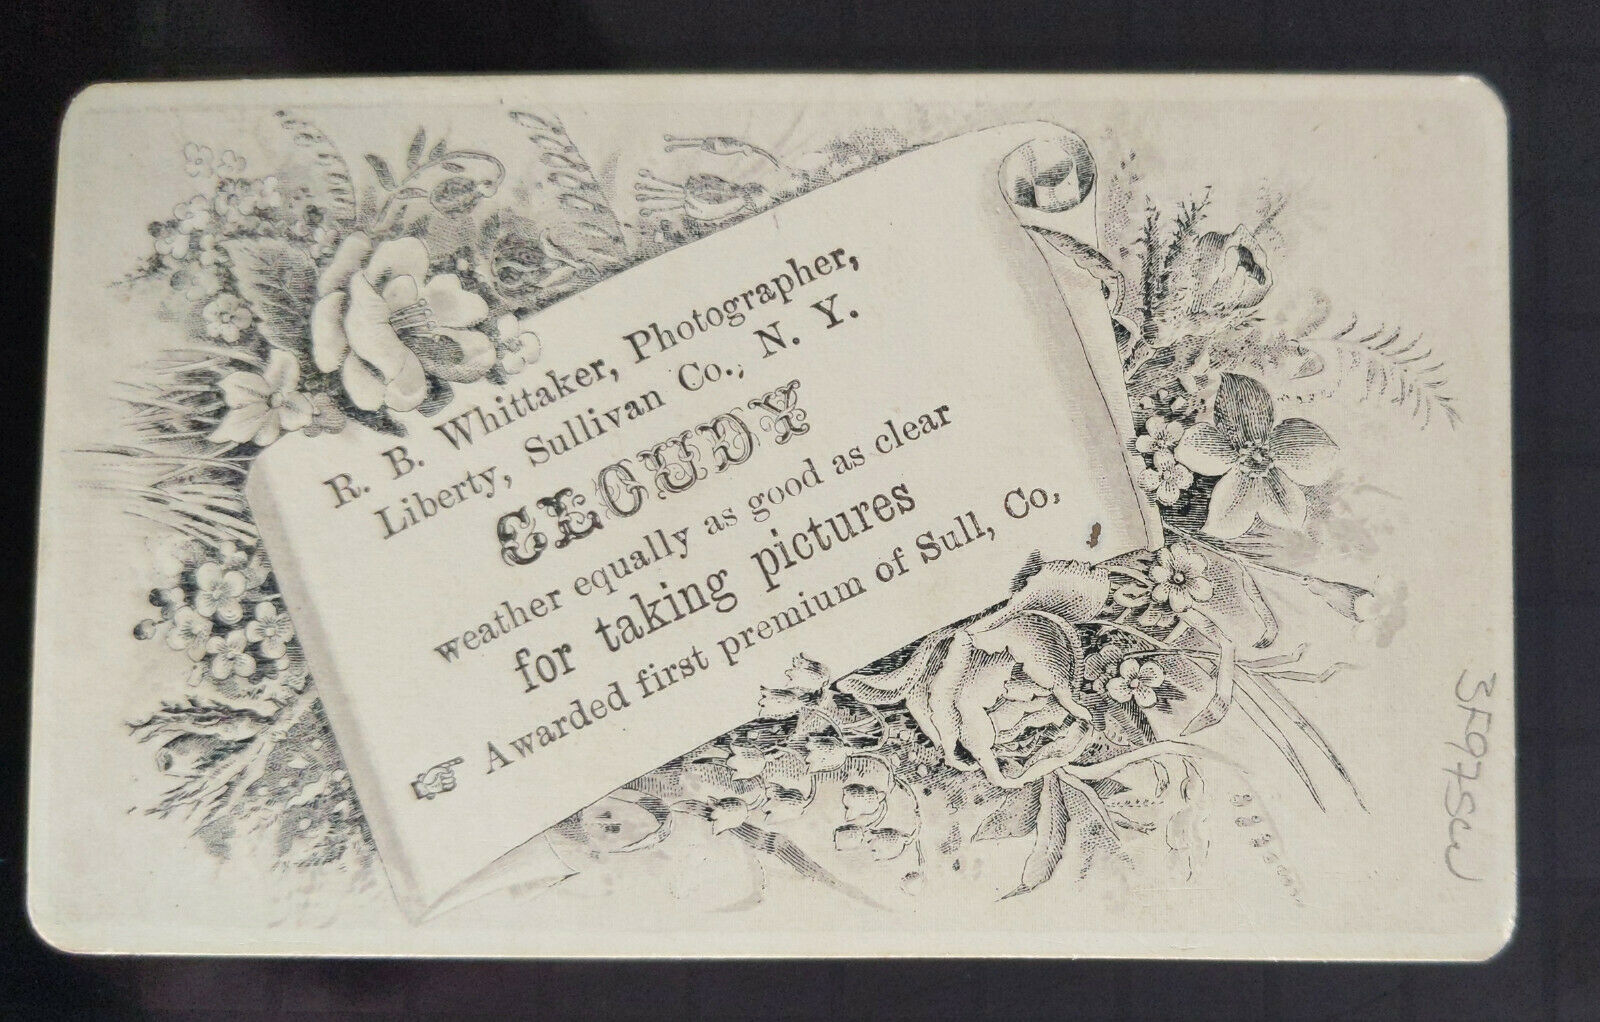 R. B. Whittaker, Photographer,
Liberty, Sullivan Co., N. Y.
CLOUDY
weather equally as good as clear
for taking pictures
☞ Awarded first premium of Sull, Co.